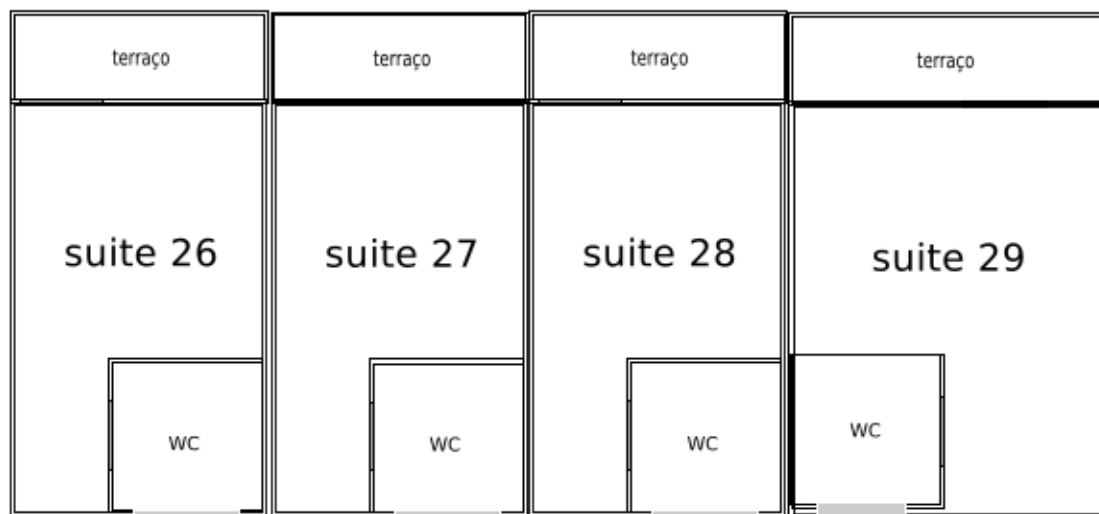 terraço
terraço
terraço
terraço
suite 26
suite 27
suite 28
suite 29
WC
WC
WC
WC